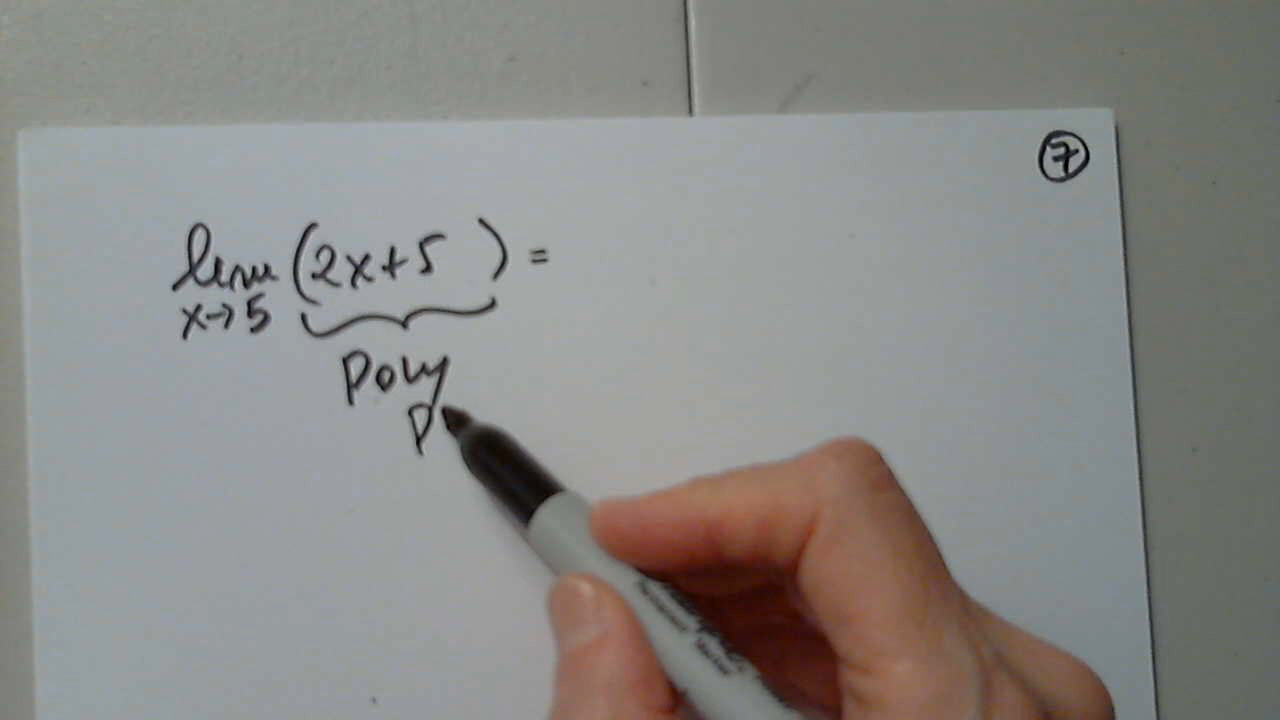 7
lim (2x+5 ) =
x→5
Poly
P